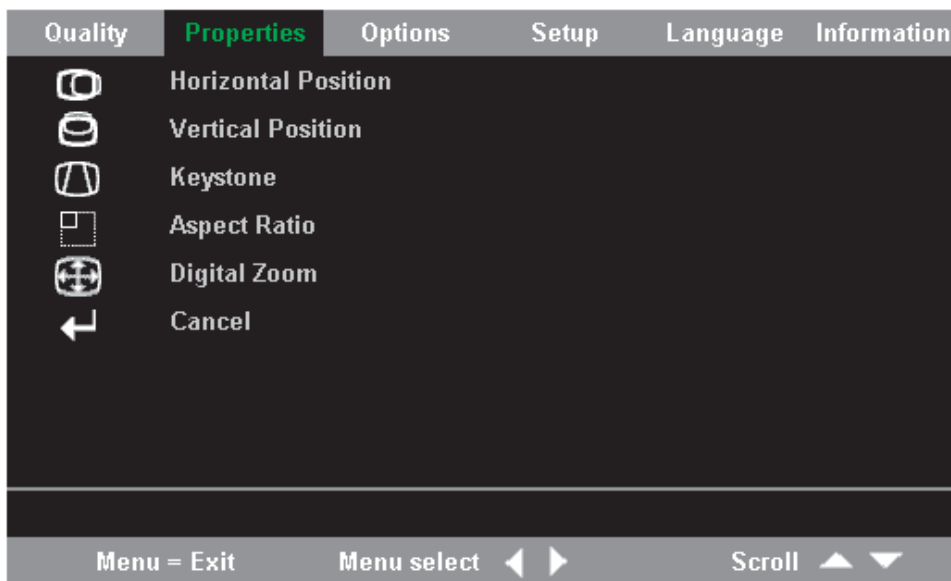 Quality Properties Options Setup Language Information
Horizontal Position
Vertical Position
Keystone
Aspect Ratio
Digital Zoom
Cancel
Menu = Exit Menu select Scroll